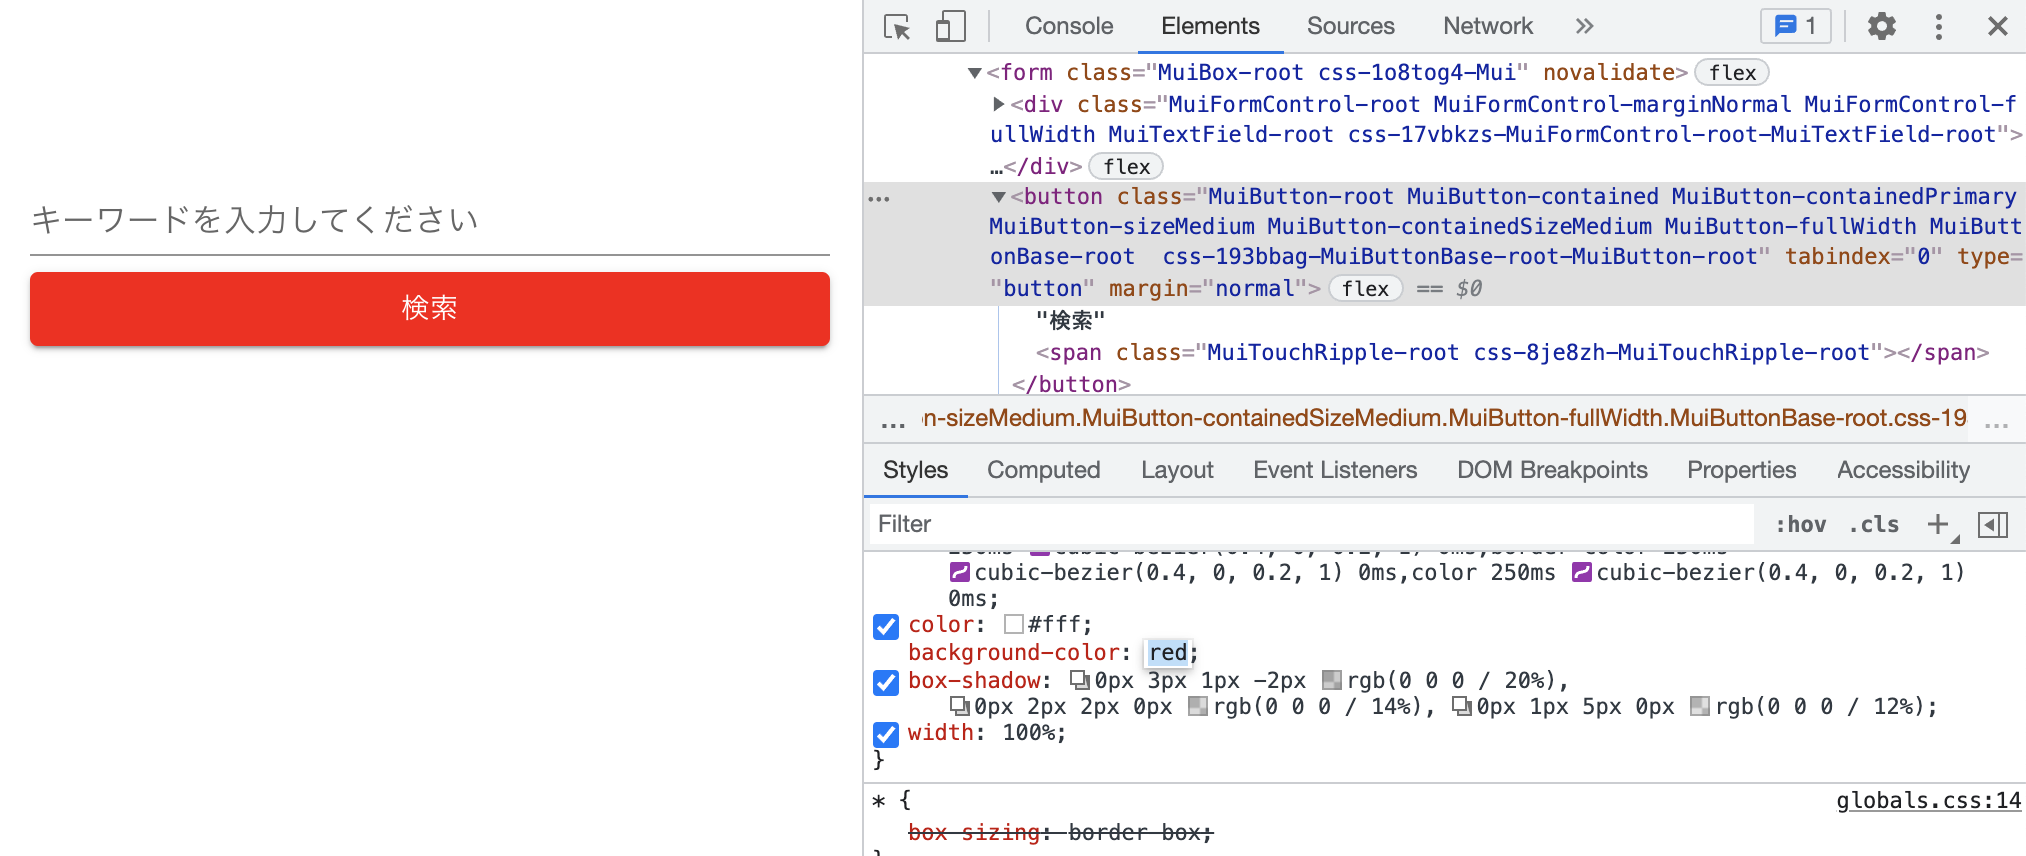 キーワードを入力してください
検索
Console Elements Sources Network » 1
▼<form class="MuiBox-root css-1o8tog4-Mui" novalidate> flex
▶<div class="MuiFormControl-root MuiFormControl-marginNormal MuiFormControl-f
ullWidth MuiTextField-root css-17vbkzs-MuiFormControl-root-MuiTextField-root">
…</div> flex
… ▼<button class="MuiButton-root MuiButton-contained MuiButton-containedPrimary
MuiButton-sizeMedium MuiButton-containedSizeMedium MuiButton-fullWidth MuiButt
onBase-root  css-193bbag-MuiButtonBase-root-MuiButton-root" tabindex="0" type=
"button" margin="normal"> flex == $0
"検索"
<span class="MuiTouchRipple-root css-8je8zh-MuiTouchRipple-root"></span>
</button>
… n-sizeMedium.MuiButton-containedSizeMedium.MuiButton-fullWidth.MuiButtonBase-root.css-19 …
Styles Computed Layout Event Listeners DOM Breakpoints Properties Accessibility
Filter :hov .cls +
cubic-bezier(0.4, 0, 0.2, 1) 0ms,color 250ms cubic-bezier(0.4, 0, 0.2, 1)
0ms;
color: #fff;
background-color: red;
box-shadow: 0px 3px 1px -2px rgb(0 0 0 / 20%),
0px 2px 2px 0px rgb(0 0 0 / 14%), 0px 1px 5px 0px rgb(0 0 0 / 12%);
width: 100%;
}
* { globals.css:14
box-sizing: border-box;